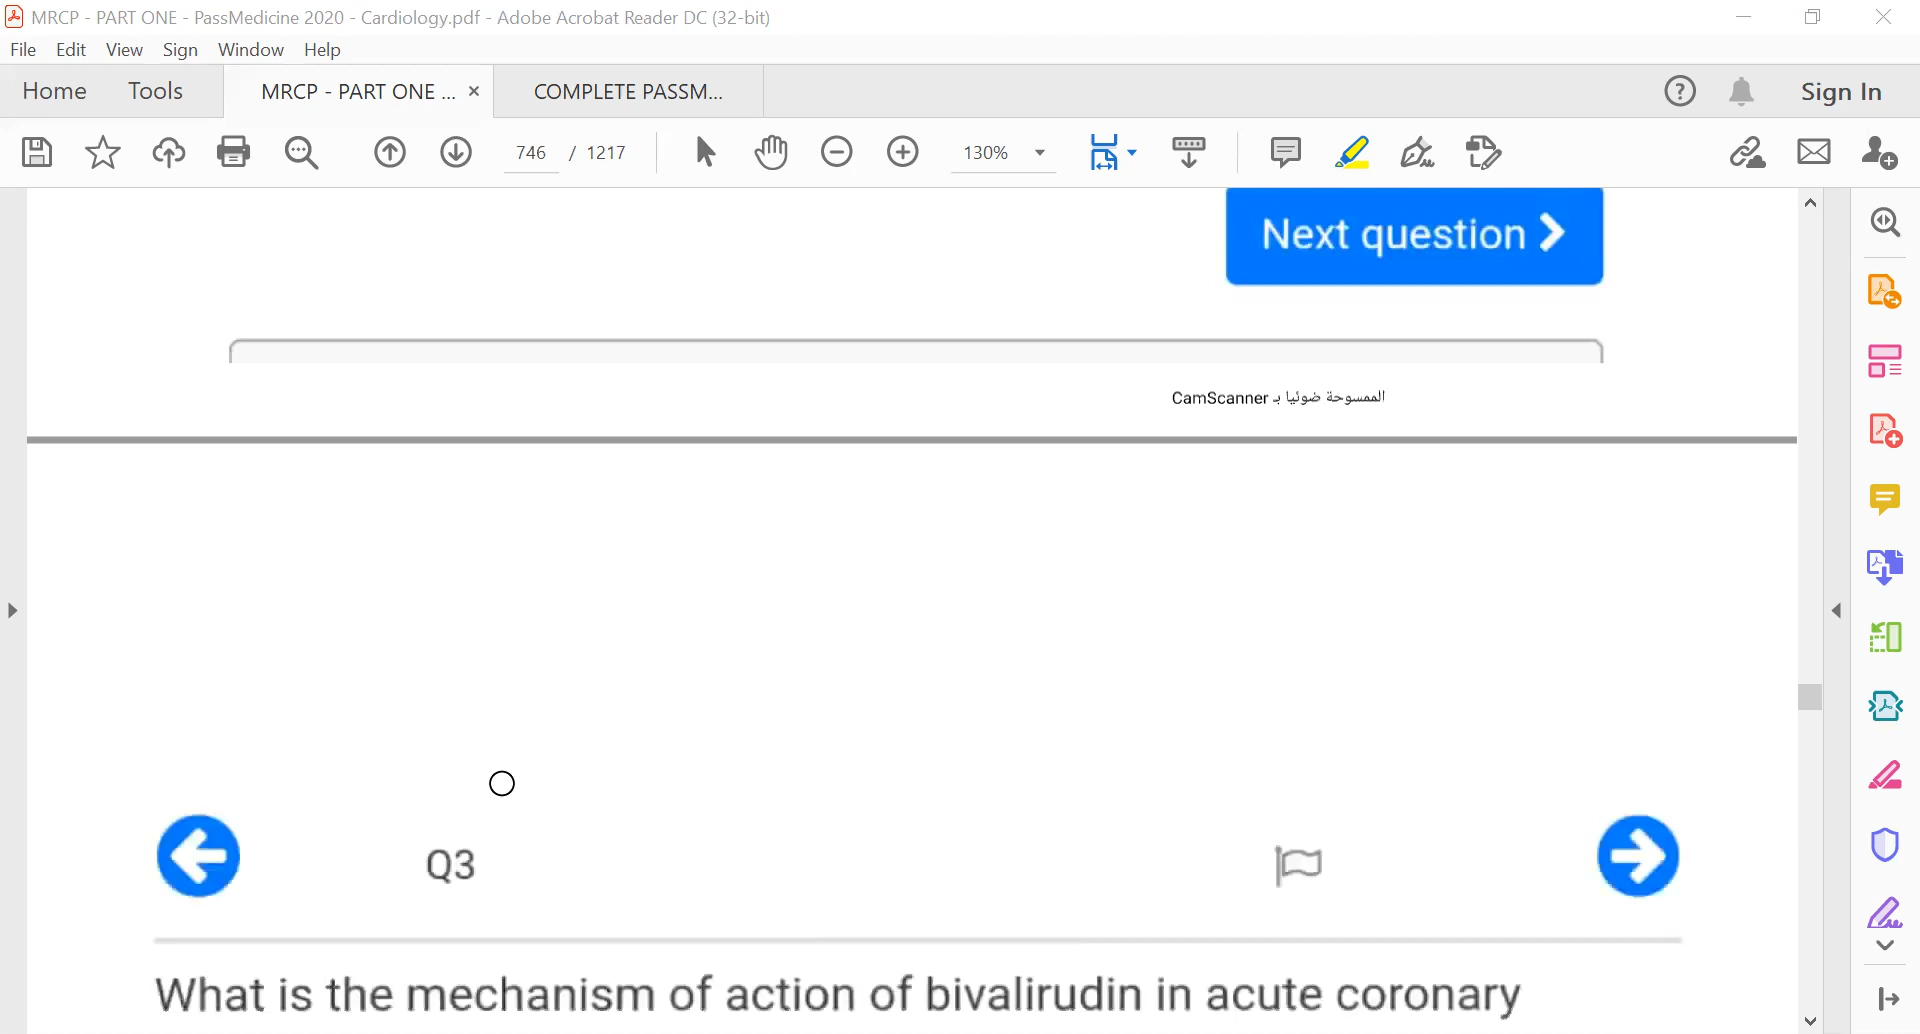 MRCP - PART ONE - PassMedicine 2020 - Cardiology.pdf - Adobe Acrobat Reader DC (32-bit)
File Edit View Sign Window Help
Home Tools MRCP - PART ONE ... × COMPLETE PASSM... Sign In
746 / 1217 130%
Next question
الممسوحة ضوئيا بـ CamScanner
Q3
What is the mechanism of action of bivalirudin in acute coronary